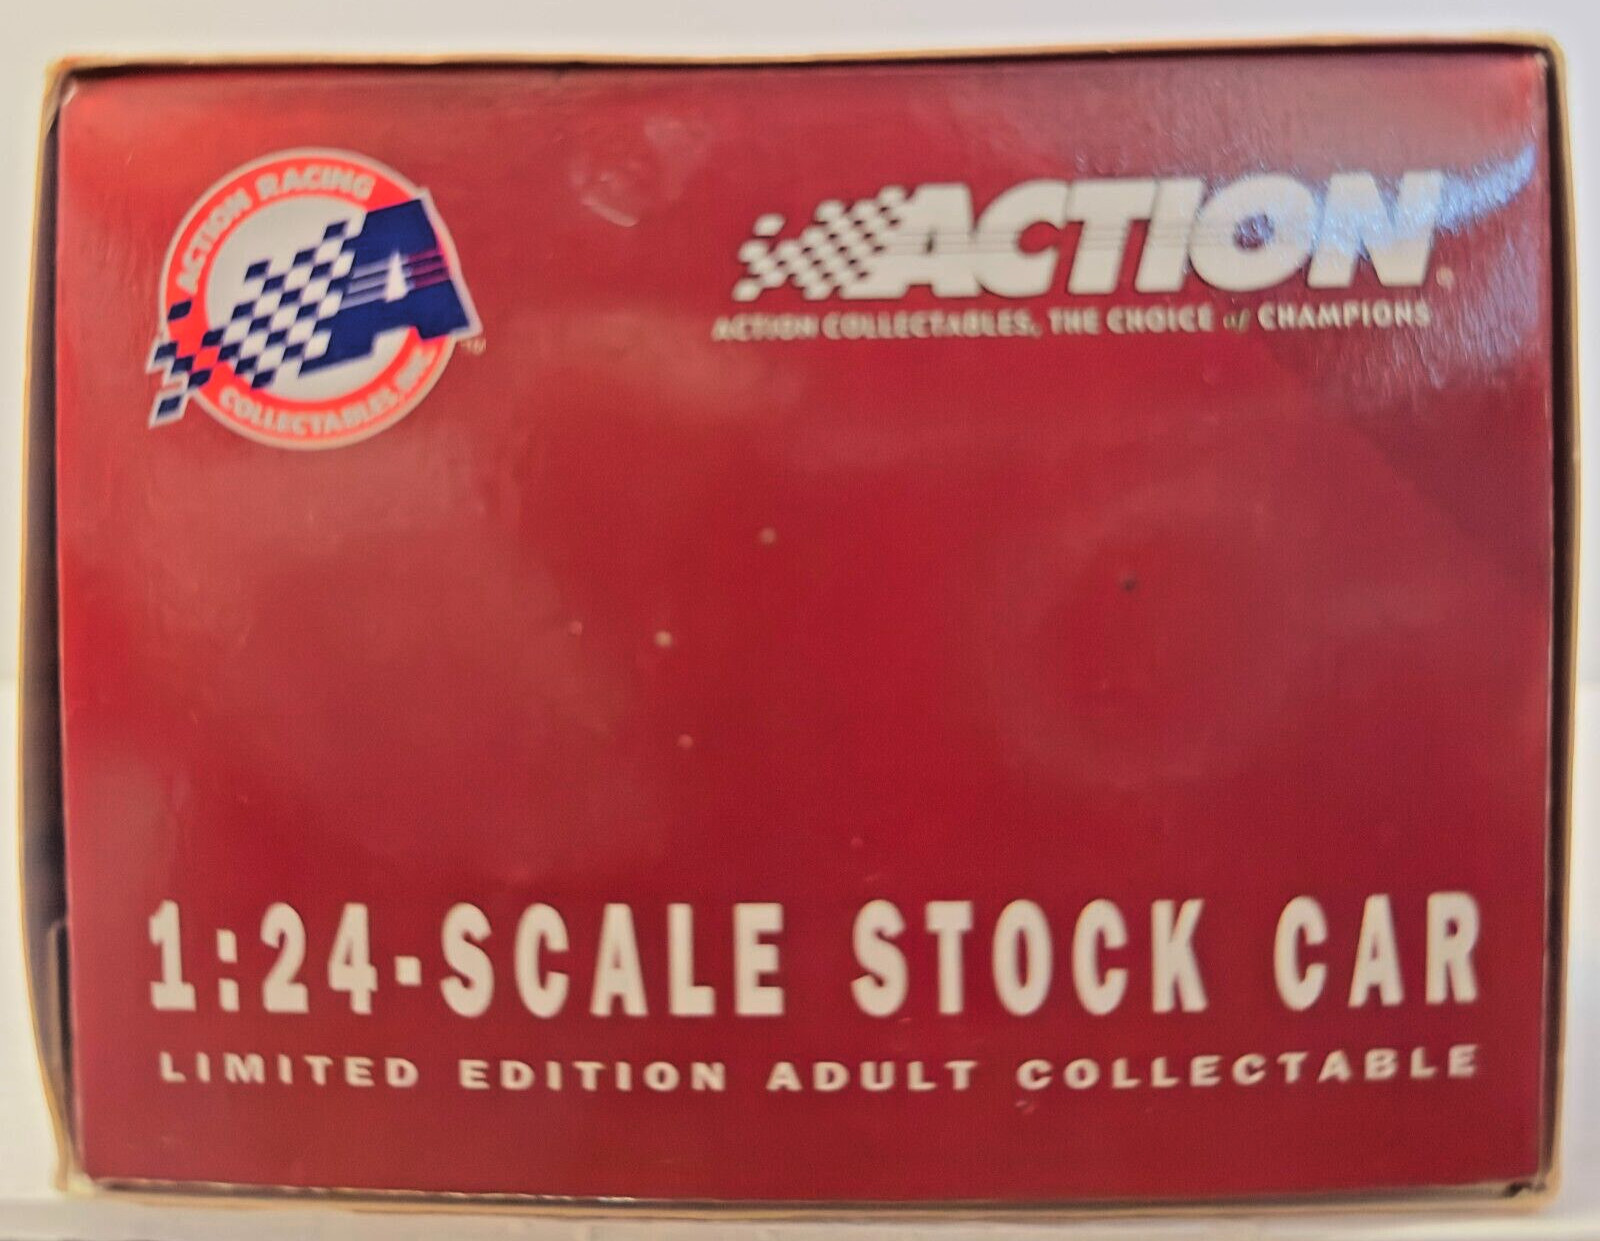 ACTION RACING
A
COLLECTABLES, INC.
TM
ACTION
ACTION COLLECTABLES, THE CHOICE of CHAMPIONS
1:24-SCALE STOCK CAR
LIMITED EDITION ADULT COLLECTABLE